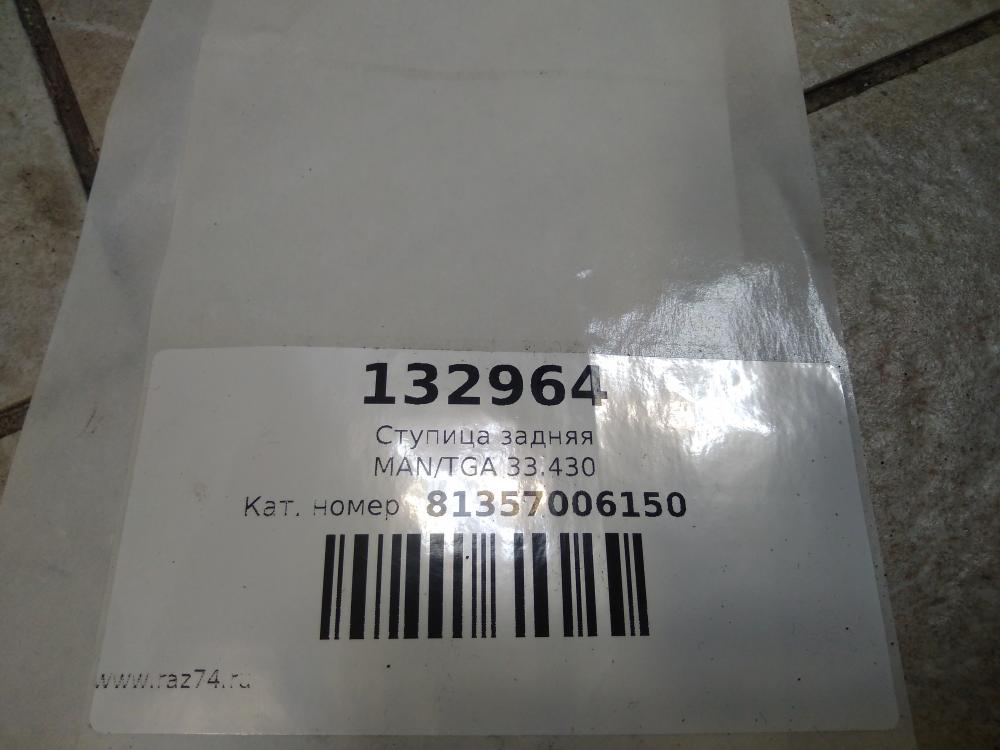 132964
Ступица задняя
MAN/TGA 33.430
Кат. номер 81357006150
www.raz74.ru